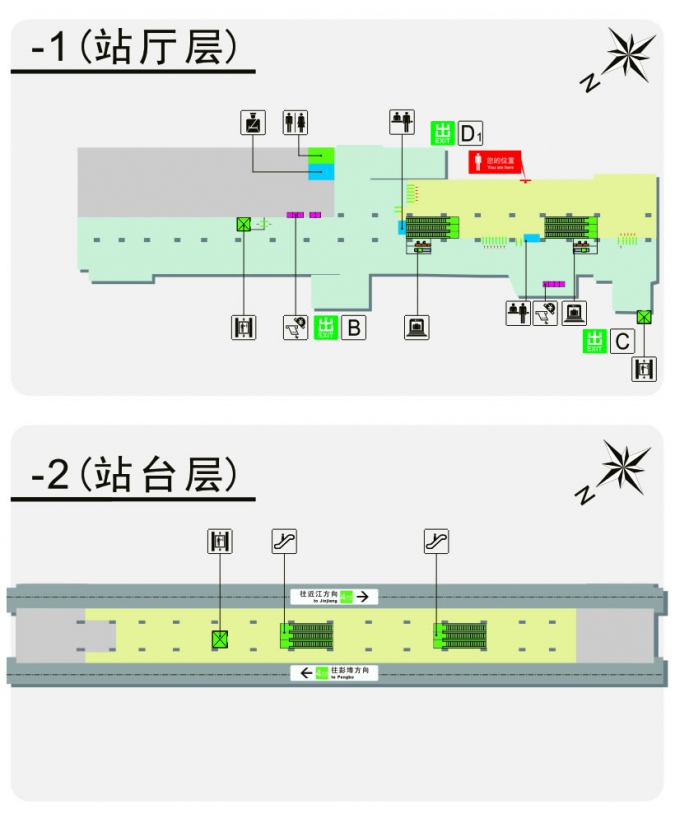 -1(站厅层)
N
出 EXIT D1
您的位置
You are here
出 EXIT B
出 EXIT C
-2(站台层)
N
往近江方向
to Jinjiang
往彭埠方向
to Pengbu